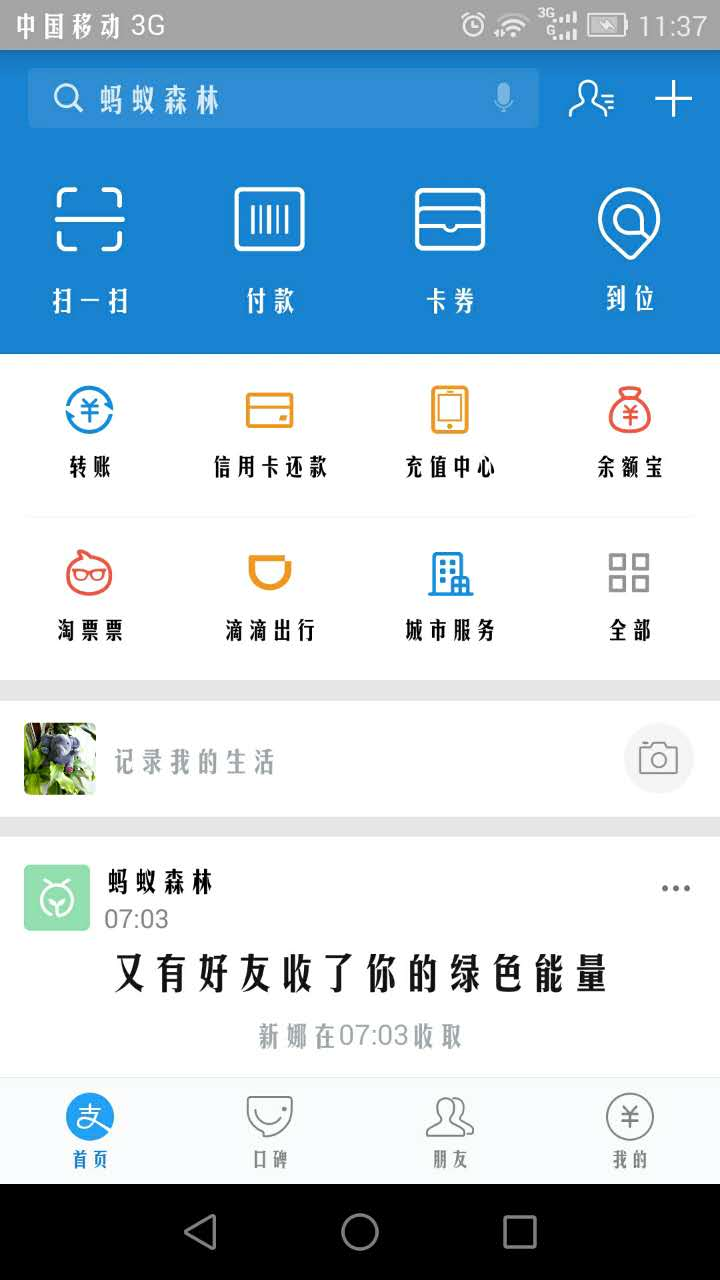 中国移动 3G 3G G 11:37
蚂蚁森林
扫一扫 付款 卡券 到位
转账 信用卡还款 充值中心 余额宝
淘票票 滴滴出行 城市服务 全部
记录我的生活
蚂蚁森林
07:03
又有好友收了你的绿色能量
新娜在07:03收取
支
首页 口碑 朋友 我的